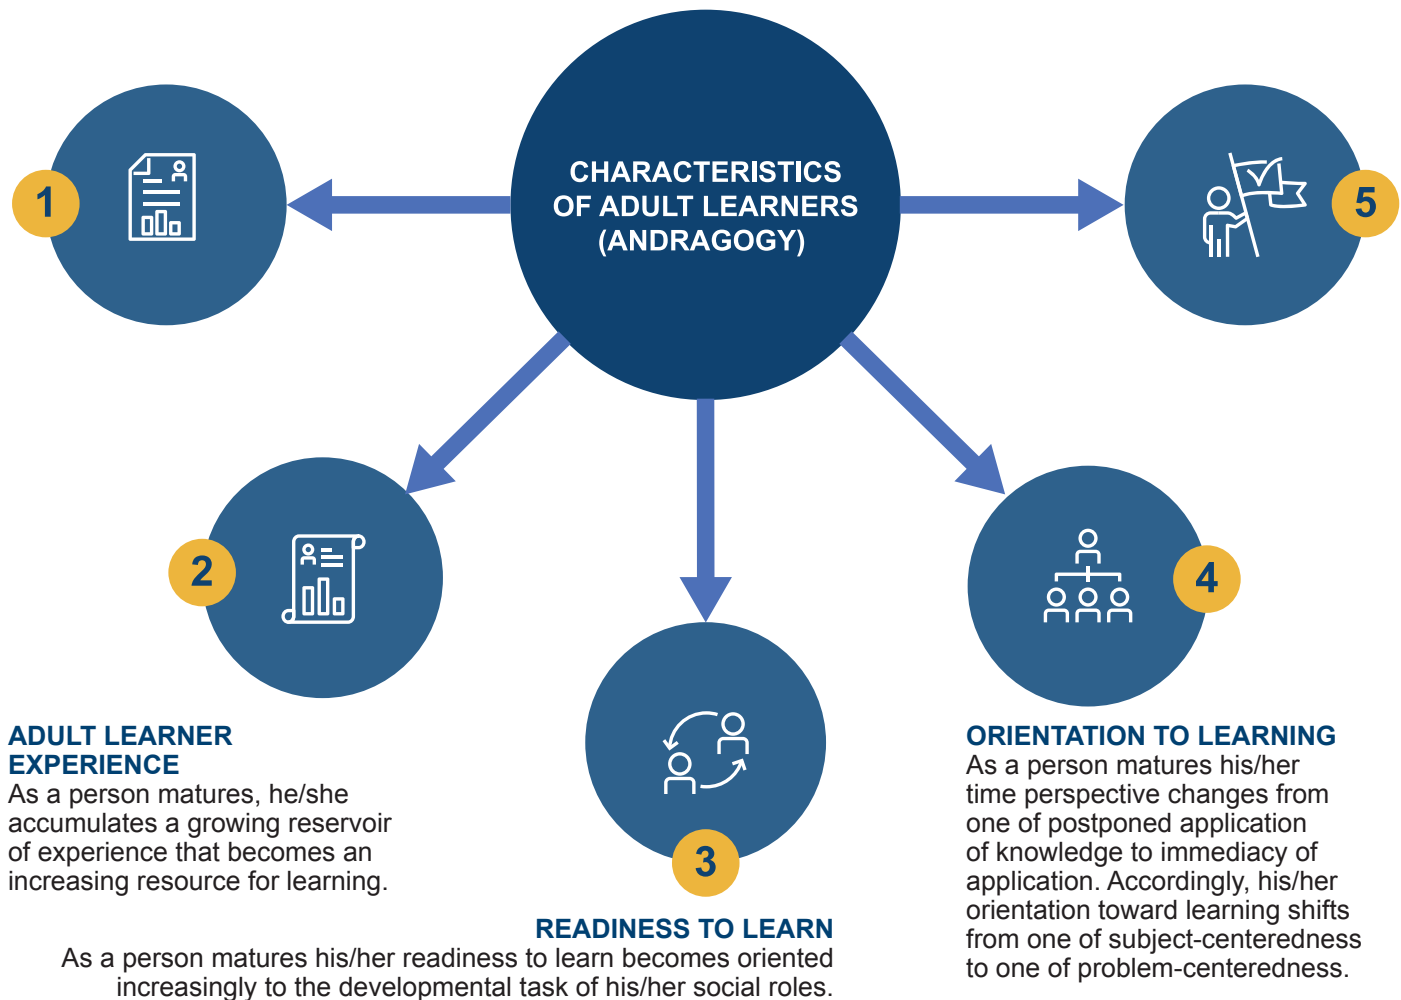 CHARACTERISTICS
OF ADULT LEARNERS
(ANDRAGOGY)
1
5
2
4
3
ADULT LEARNER
EXPERIENCE
As a person matures, he/she
accumulates a growing reservoir
of experience that becomes an
increasing resource for learning.
READINESS TO LEARN
As a person matures his/her readiness to learn becomes oriented
increasingly to the developmental task of his/her social roles.
ORIENTATION TO LEARNING
As a person matures his/her
time perspective changes from
one of postponed application
of knowledge to immediacy of
application. Accordingly, his/her
orientation toward learning shifts
from one of subject-centeredness
to one of problem-centeredness.